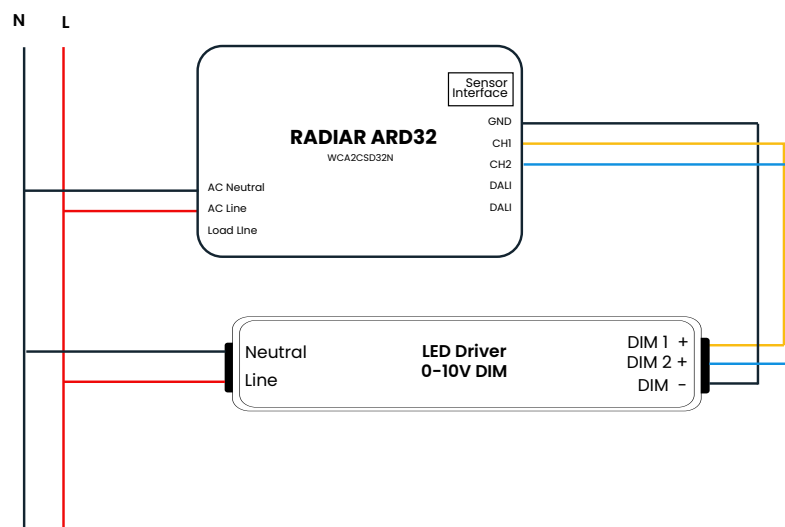 N
L
Sensor
Interface
GND
RADIAR ARD32
CH1
WCA2CSD32N
CH2
AC Neutral
DALI
AC Line
DALI
Load LIne
Neutral
LED Driver
DIM 1 +
0-10V DIM
DIM 2 +
Line
DIM -